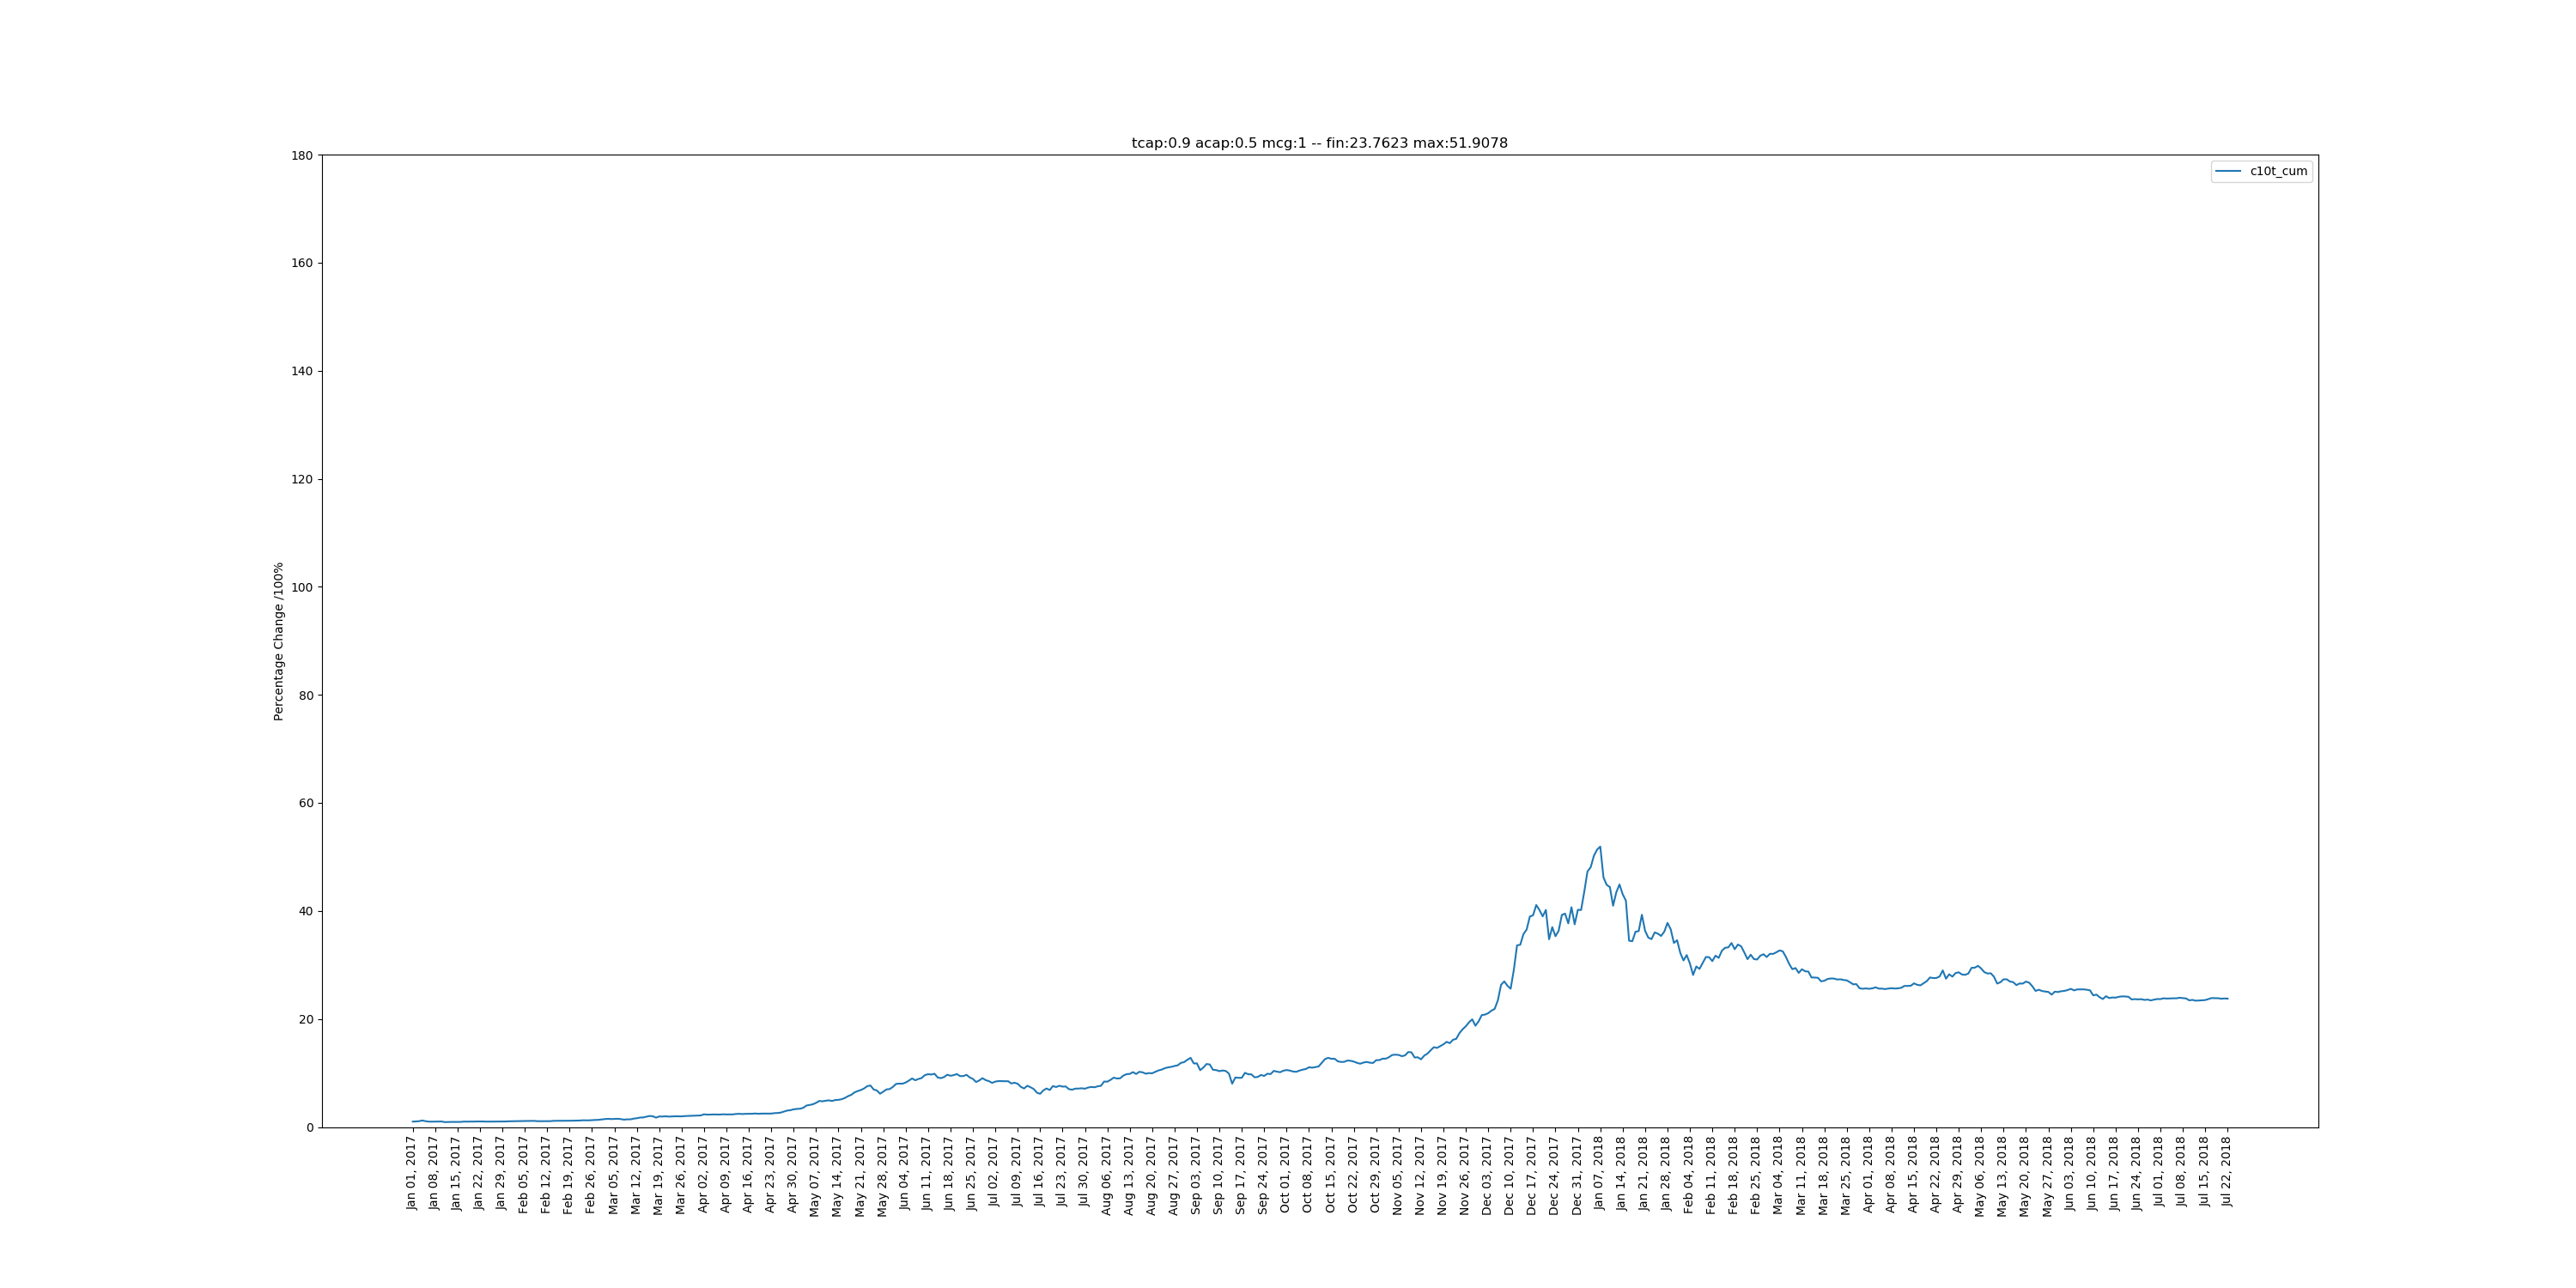 tcap:0.9 acap:0.5 mcg:1 -- fin:23.7623 max:51.9078
c10t_cum
Percentage Change /100%
180
160
140
120
100
80
60
40
20
0
Jan 01, 2017
Jan 08, 2017
Jan 15, 2017
Jan 22, 2017
Jan 29, 2017
Feb 05, 2017
Feb 12, 2017
Feb 19, 2017
Feb 26, 2017
Mar 05, 2017
Mar 12, 2017
Mar 19, 2017
Mar 26, 2017
Apr 02, 2017
Apr 09, 2017
Apr 16, 2017
Apr 23, 2017
Apr 30, 2017
May 07, 2017
May 14, 2017
May 21, 2017
May 28, 2017
Jun 04, 2017
Jun 11, 2017
Jun 18, 2017
Jun 25, 2017
Jul 02, 2017
Jul 09, 2017
Jul 16, 2017
Jul 23, 2017
Jul 30, 2017
Aug 06, 2017
Aug 13, 2017
Aug 20, 2017
Aug 27, 2017
Sep 03, 2017
Sep 10, 2017
Sep 17, 2017
Sep 24, 2017
Oct 01, 2017
Oct 08, 2017
Oct 15, 2017
Oct 22, 2017
Oct 29, 2017
Nov 05, 2017
Nov 12, 2017
Nov 19, 2017
Nov 26, 2017
Dec 03, 2017
Dec 10, 2017
Dec 17, 2017
Dec 24, 2017
Dec 31, 2017
Jan 07, 2018
Jan 14, 2018
Jan 21, 2018
Jan 28, 2018
Feb 04, 2018
Feb 11, 2018
Feb 18, 2018
Feb 25, 2018
Mar 04, 2018
Mar 11, 2018
Mar 18, 2018
Mar 25, 2018
Apr 01, 2018
Apr 08, 2018
Apr 15, 2018
Apr 22, 2018
Apr 29, 2018
May 06, 2018
May 13, 2018
May 20, 2018
May 27, 2018
Jun 03, 2018
Jun 10, 2018
Jun 17, 2018
Jun 24, 2018
Jul 01, 2018
Jul 08, 2018
Jul 15, 2018
Jul 22, 2018